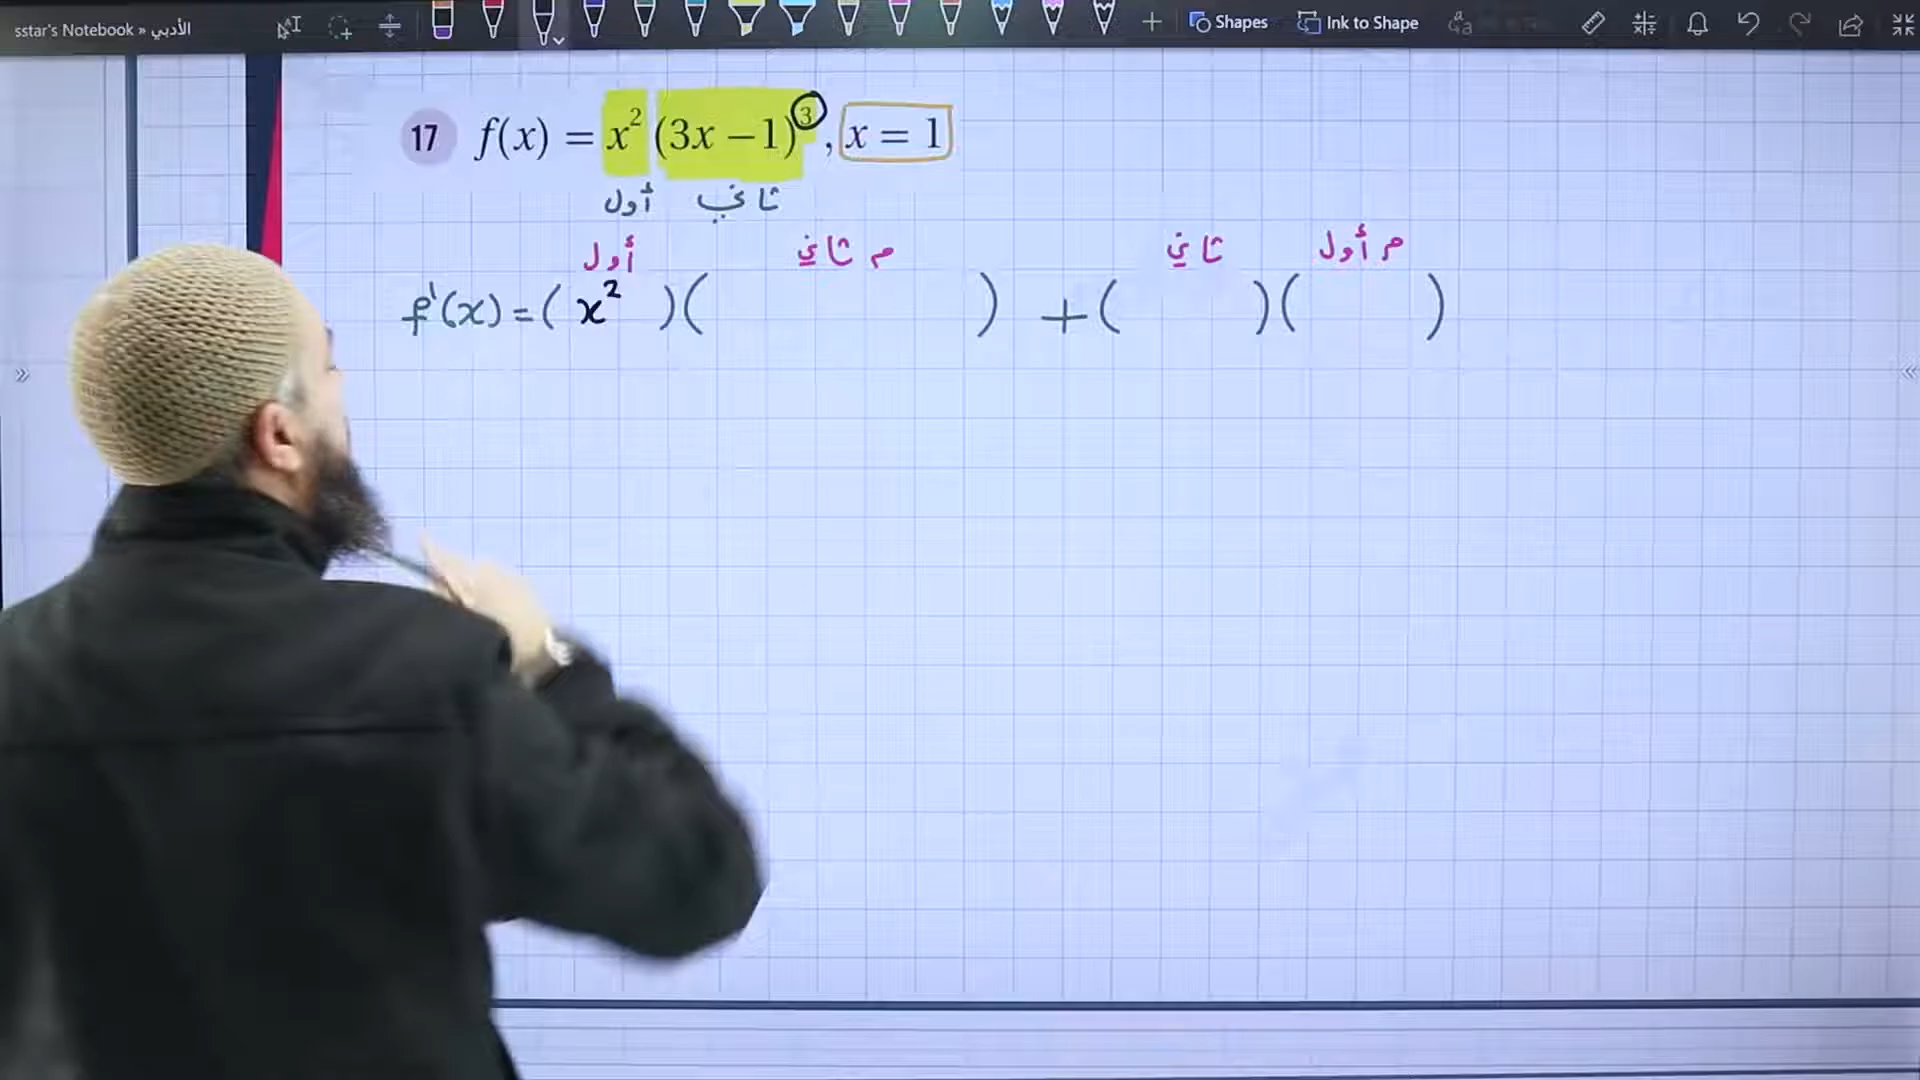 sstar's Notebook » الأدبي
Shapes
Ink to Shape
17 f(x) = x² (3x − 1)³ , x = 1
أول ثاني
أول م ثاني ثاني م أول
f'(x) = ( x² )( ) + ( )( )